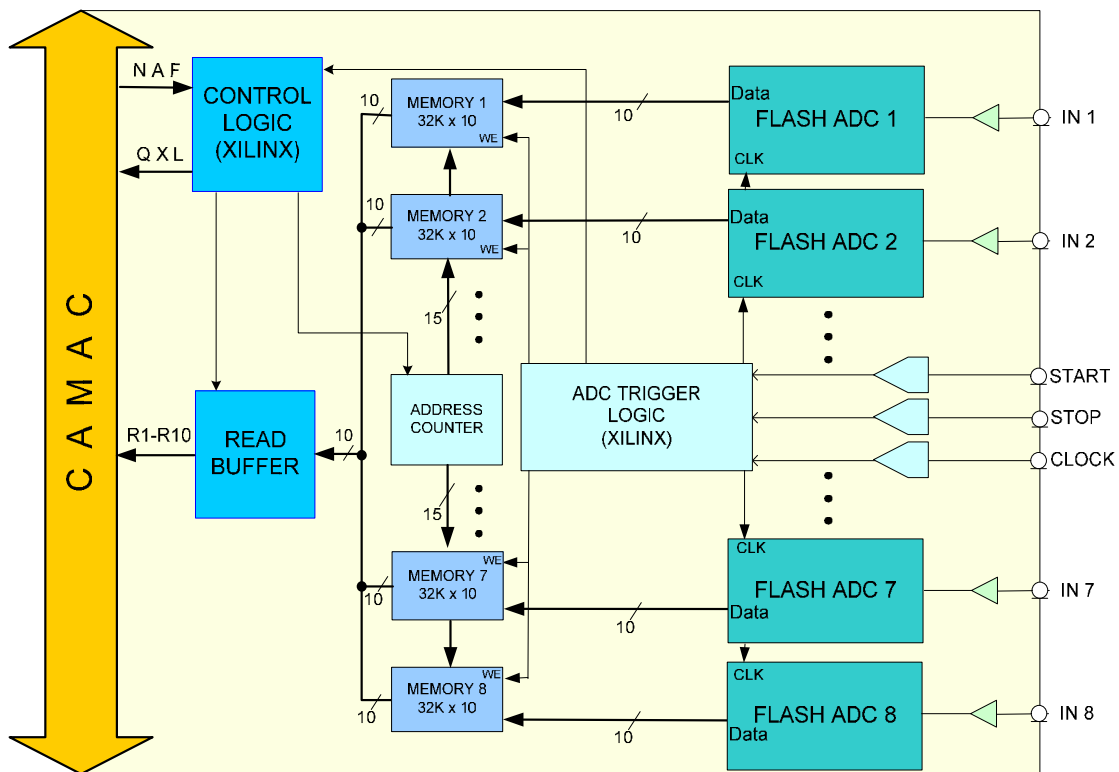 C A M A C
N A F
Q X L
R1-R10
CONTROL
LOGIC
(XILINX)
READ
BUFFER
10
10
10
10
10
MEMORY 1
32K x 10
WE
MEMORY 2
32K x 10
WE
15
ADDRESS
COUNTER
15
MEMORY 7
32K x 10
WE
MEMORY 8
32K x 10
WE
10
10
10
10
ADC TRIGGER
LOGIC
(XILINX)
Data
FLASH ADC 1
CLK
Data
FLASH ADC 2
CLK
CLK
FLASH ADC 7
Data
CLK
FLASH ADC 8
Data
IN 1
IN 2
START
STOP
CLOCK
IN 7
IN 8